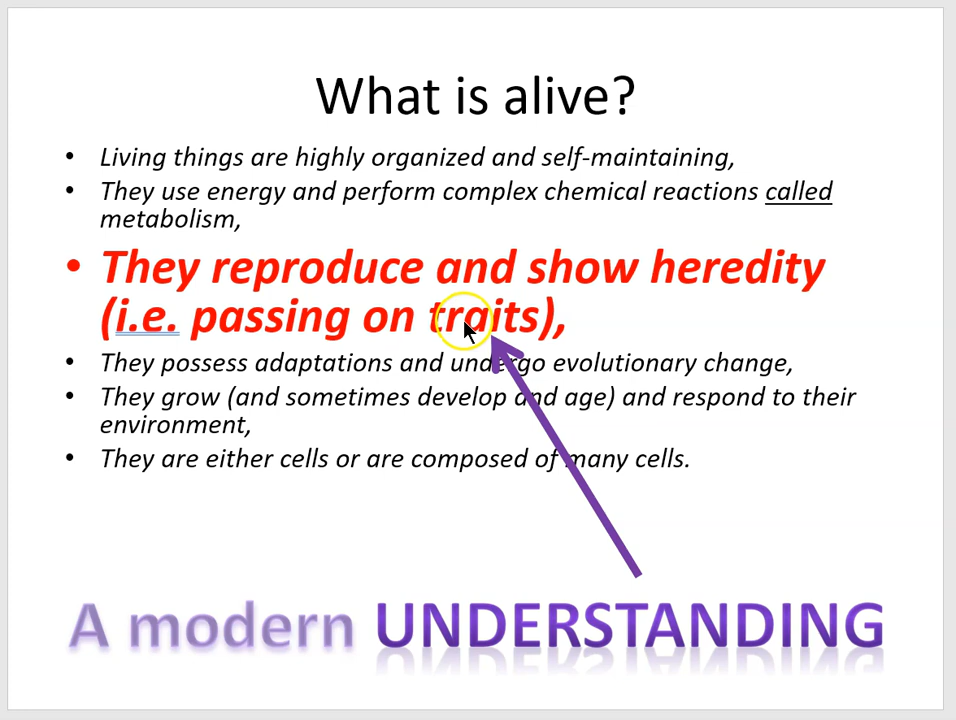 What is alive?
• Living things are highly organized and self-maintaining,
• They use energy and perform complex chemical reactions called
metabolism,
• They reproduce and show heredity
(i.e. passing on traits),
• They possess adaptations and undergo evolutionary change,
• They grow (and sometimes develop and age) and respond to their
environment,
• They are either cells or are composed of many cells.
A modern UNDERSTANDING